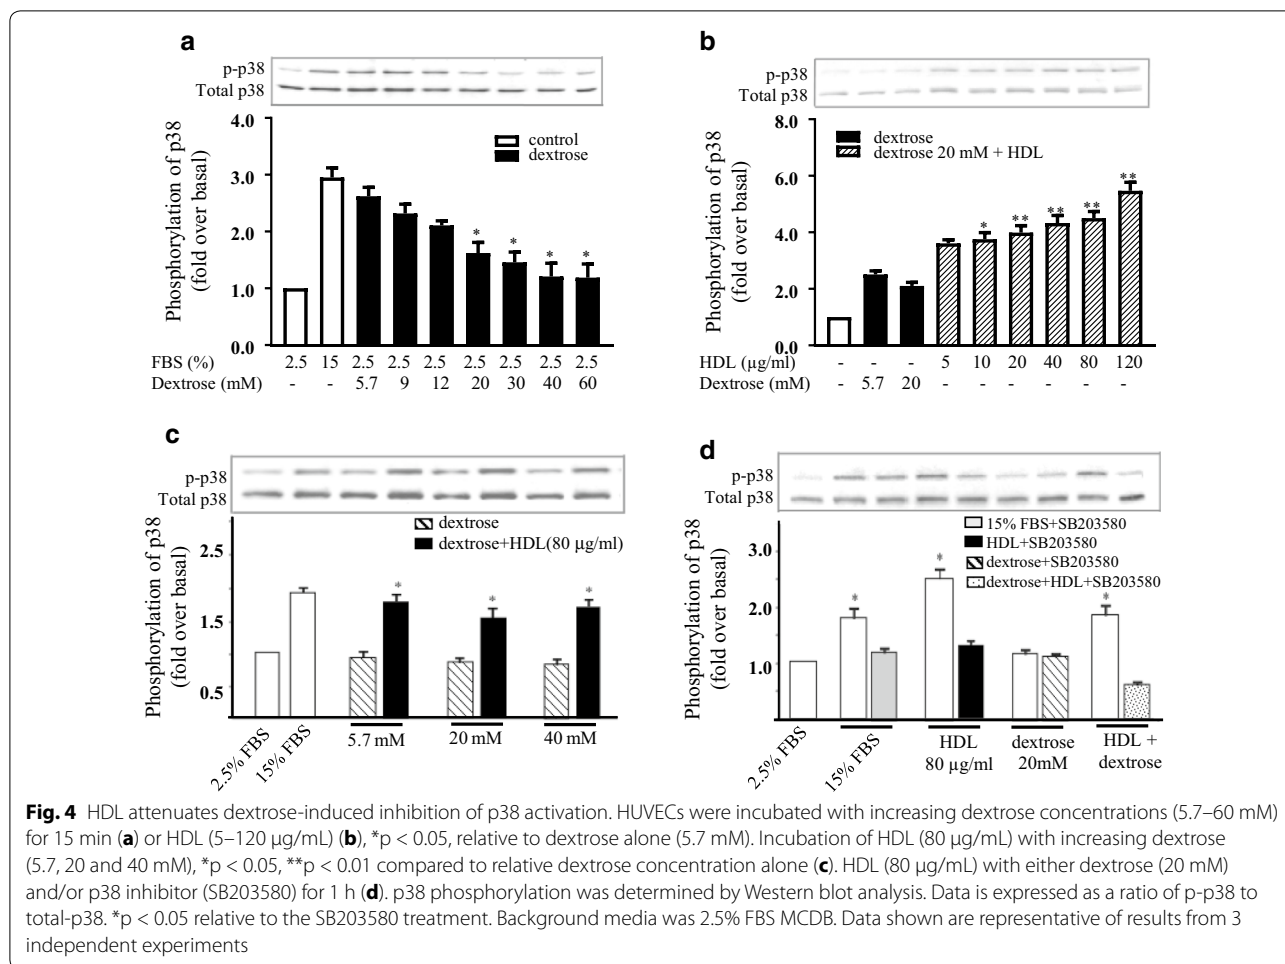 a
p-p38
Total p38
4.0
3.0
2.0
1.0
0.0
Phosphorylation of p38
(fold over basal)
control
dextrose
* * * *
FBS (%) 2.5 15 2.5 2.5 2.5 2.5 2.5 2.5 2.5
Dextrose (mM) - - 5.7 9 12 20 30 40 60
b
p-p38
Total p38
8.0
6.0
4.0
2.0
0.0
Phosphorylation of p38
(fold over basal)
dextrose
dextrose 20 mM + HDL
* ** ** ** **
HDL (µg/ml) - - - 5 10 20 40 80 120
Dextrose (mM) - 5.7 20 - - - - - -
c
p-p38
Total p38
2.5
1.5
1.0
0.5
Phosphorylation of p38
(fold over basal)
dextrose
dextrose+HDL(80 µg/ml)
* * *
2.5% FBS 15% FBS 5.7 mM 20 mM 40 mM
d
p-p38
Total p38
3.0
2.0
1.0
Phosphorylation of p38
(fold over basal)
15% FBS+SB203580
HDL+SB203580
dextrose+SB203580
dextrose+HDL+SB203580
* * *
2.5% FBS 15% FBS HDL dextrose HDL +
80 µg/ml 20mM dextrose
Fig. 4 HDL attenuates dextrose-induced inhibition of p38 activation. HUVECs were incubated with increasing dextrose concentrations (5.7–60 mM)
for 15 min (a) or HDL (5–120 µg/mL) (b), *p < 0.05, relative to dextrose alone (5.7 mM). Incubation of HDL (80 µg/mL) with increasing dextrose
(5.7, 20 and 40 mM), *p < 0.05, **p < 0.01 compared to relative dextrose concentration alone (c). HDL (80 µg/mL) with either dextrose (20 mM)
and/or p38 inhibitor (SB203580) for 1 h (d). p38 phosphorylation was determined by Western blot analysis. Data is expressed as a ratio of p-p38 to
total-p38. *p < 0.05 relative to the SB203580 treatment. Background media was 2.5% FBS MCDB. Data shown are representative of results from 3
independent experiments